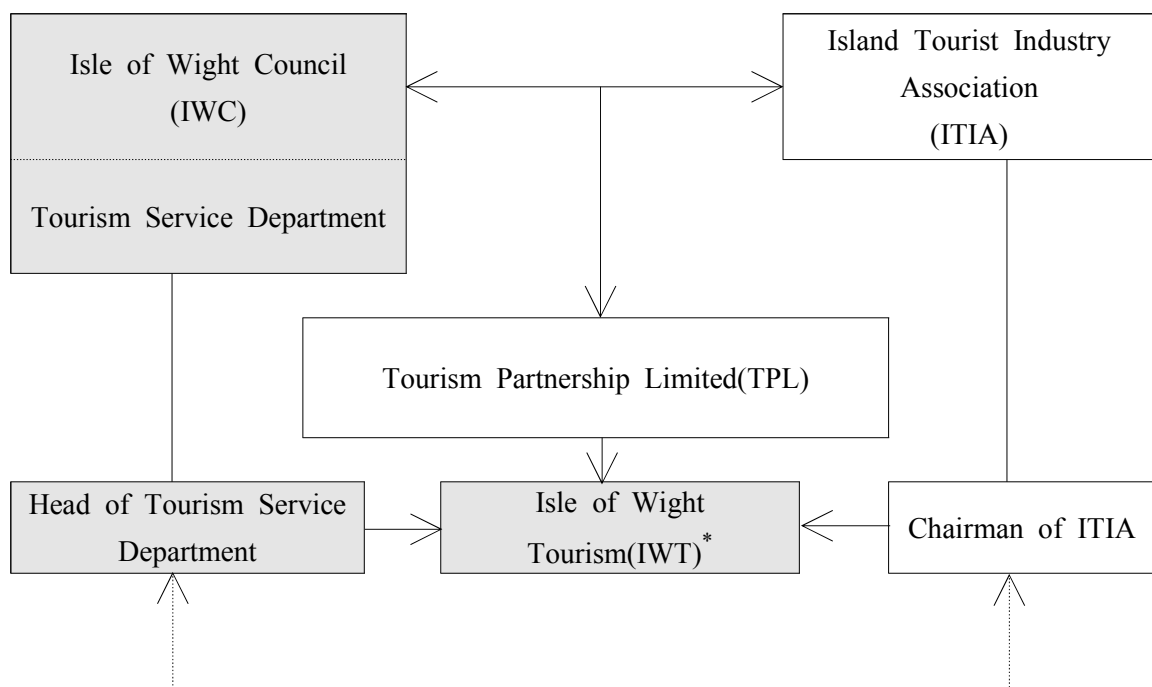 Isle of Wight Council
(IWC)
Tourism Service Department
Island Tourist Industry
Association
(ITIA)
Tourism Partnership Limited(TPL)
Head of Tourism Service
Department
Isle of Wight
Tourism(IWT)*
Chairman of ITIA